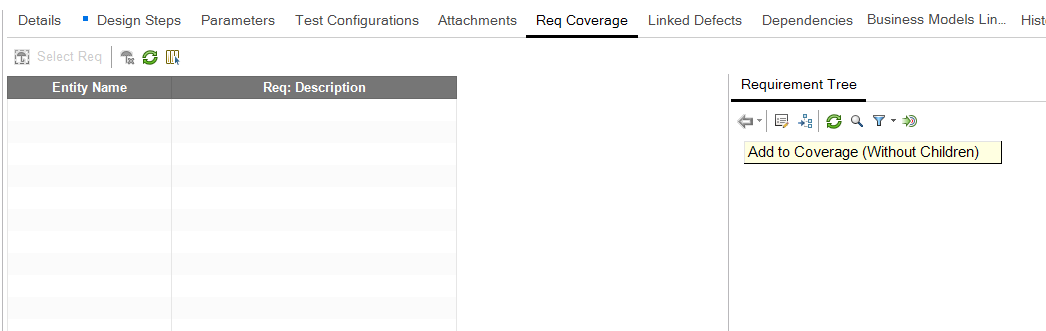 Details Design Steps Parameters Test Configurations Attachments Req Coverage Linked Defects Dependencies Business Models Lin... Histo
Select Req
Entity Name Req: Description
Requirement Tree
Add to Coverage (Without Children)